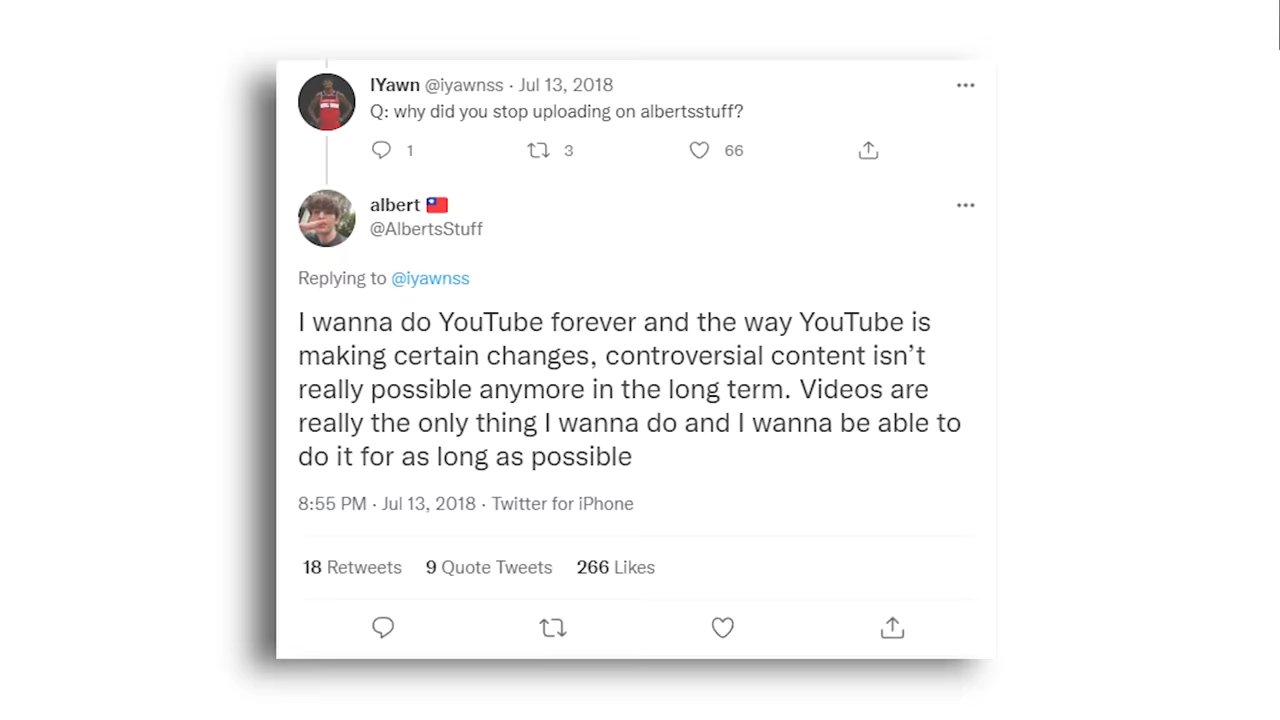 IYawn @iyawnss · Jul 13, 2018
Q: why did you stop uploading on albertsstuff?
1 3 66
albert 🇹🇼
@AlbertsStuff
Replying to @iyawnss
I wanna do YouTube forever and the way YouTube is
making certain changes, controversial content isn’t
really possible anymore in the long term. Videos are
really the only thing I wanna do and I wanna be able to
do it for as long as possible
8:55 PM · Jul 13, 2018 · Twitter for iPhone
18 Retweets 9 Quote Tweets 266 Likes